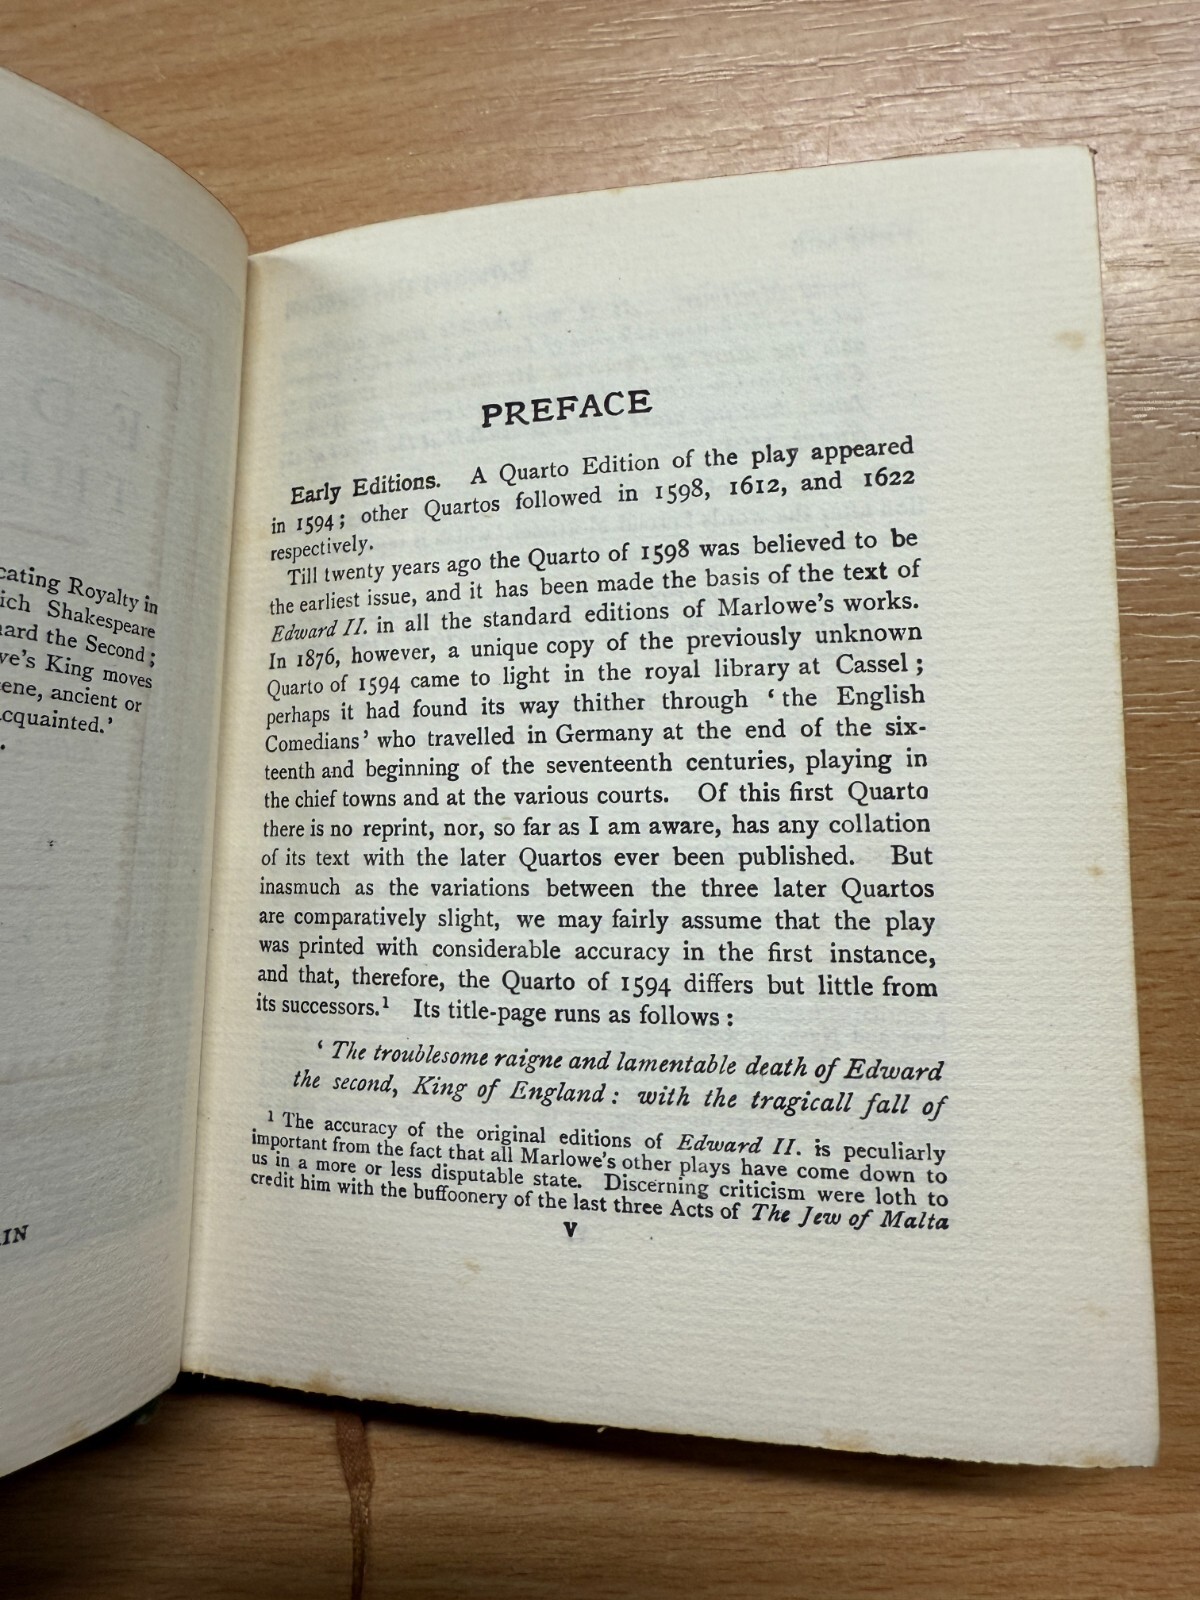 cating Royalty in
ich Shakespeare
ard the Second;
ve's King moves
ene, ancient or
cquainted.'
IN
PREFACE
Early Editions. A Quarto Edition of the play appeared
in 1594; other Quartos followed in 1598, 1612, and 1622
respectively.
Till twenty years ago the Quarto of 1598 was believed to be
the earliest issue, and it has been made the basis of the text of
Edward II. in all the standard editions of Marlowe's works.
In 1876, however, a unique copy of the previously unknown
Quarto of 1594 came to light in the royal library at Cassel;
perhaps it had found its way thither through 'the English
Comedians' who travelled in Germany at the end of the six-
teenth and beginning of the seventeenth centuries, playing in
the chief towns and at the various courts. Of this first Quarto
there is no reprint, nor, so far as I am aware, has any collation
of its text with the later Quartos ever been published. But
inasmuch as the variations between the three later Quartos
are comparatively slight, we may fairly assume that the play
was printed with considerable accuracy in the first instance,
and that, therefore, the Quarto of 1594 differs but little from
its successors.¹ Its title-page runs as follows:
'The troublesome raigne and lamentable death of Edward
the second, King of England: with the tragicall fall of
¹ The accuracy of the original editions of Edward II. is peculiarly
important from the fact that all Marlowe's other plays have come down to
us in a more or less disputable state. Discerning criticism were loth to
credit him with the buffoonery of the last three Acts of The Jew of Malta
v